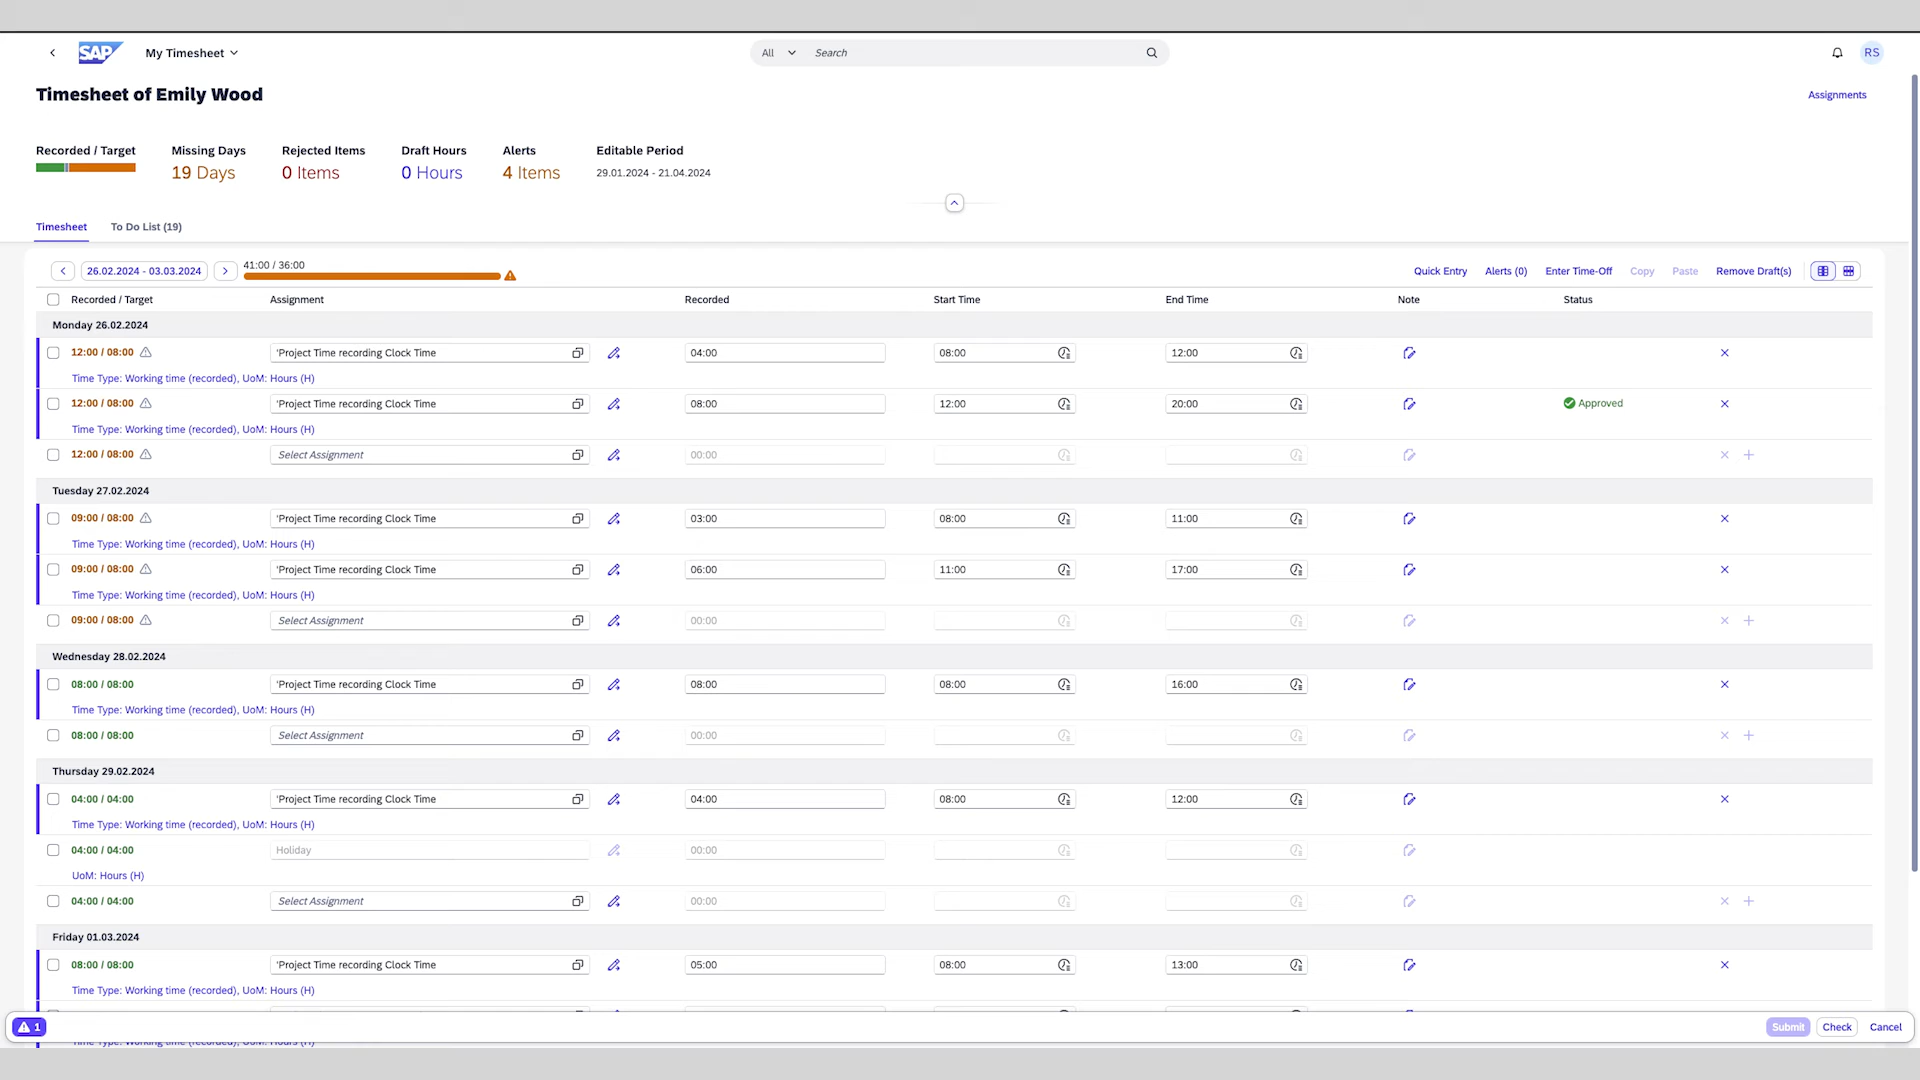 SAP My Timesheet All Search RS
Timesheet of Emily Wood Assignments
Recorded / Target Missing Days Rejected Items Draft Hours Alerts Editable Period
19 Days 0 Items 0 Hours 4 Items 29.01.2024 - 21.04.2024
Timesheet To Do List (19)
41:00 / 36:00
26.02.2024 - 03.03.2024 Quick Entry Alerts (0) Enter Time-Off Copy Paste Remove Draft(s)
Recorded / Target Assignment Recorded Start Time End Time Note Status
Monday 26.02.2024
12:00 / 08:00 'Project Time recording Clock Time 04:00 08:00 12:00
Time Type: Working time (recorded), UoM: Hours (H)
12:00 / 08:00 'Project Time recording Clock Time 08:00 12:00 20:00 Approved
Time Type: Working time (recorded), UoM: Hours (H)
12:00 / 08:00 Select Assignment 00:00
Tuesday 27.02.2024
09:00 / 08:00 'Project Time recording Clock Time 03:00 08:00 11:00
Time Type: Working time (recorded), UoM: Hours (H)
09:00 / 08:00 'Project Time recording Clock Time 06:00 11:00 17:00
Time Type: Working time (recorded), UoM: Hours (H)
09:00 / 08:00 Select Assignment 00:00
Wednesday 28.02.2024
08:00 / 08:00 'Project Time recording Clock Time 08:00 08:00 16:00
Time Type: Working time (recorded), UoM: Hours (H)
08:00 / 08:00 Select Assignment 00:00
Thursday 29.02.2024
04:00 / 04:00 'Project Time recording Clock Time 04:00 08:00 12:00
Time Type: Working time (recorded), UoM: Hours (H)
04:00 / 04:00 Holiday 00:00
UoM: Hours (H)
04:00 / 04:00 Select Assignment 00:00
Friday 01.03.2024
08:00 / 08:00 'Project Time recording Clock Time 05:00 08:00 13:00
Time Type: Working time (recorded), UoM: Hours (H)
1 Submit Check Cancel